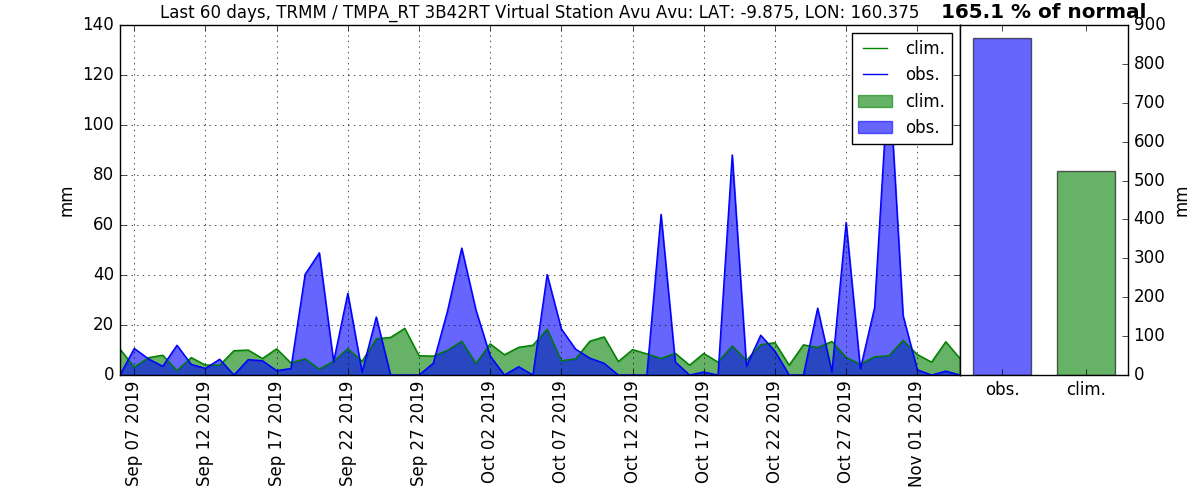 Last 60 days, TRMM / TMPA_RT 3B42RT Virtual Station Avu Avu: LAT: -9.875, LON: 160.375
165.1 % of normal
140
120
100
80
60
40
20
0
mm
clim.
obs.
clim.
obs.
900
800
700
600
500
400
300
200
100
0
mm
Sep 07 2019
Sep 12 2019
Sep 17 2019
Sep 22 2019
Sep 27 2019
Oct 02 2019
Oct 07 2019
Oct 12 2019
Oct 17 2019
Oct 22 2019
Oct 27 2019
Nov 01 2019
obs.
clim.